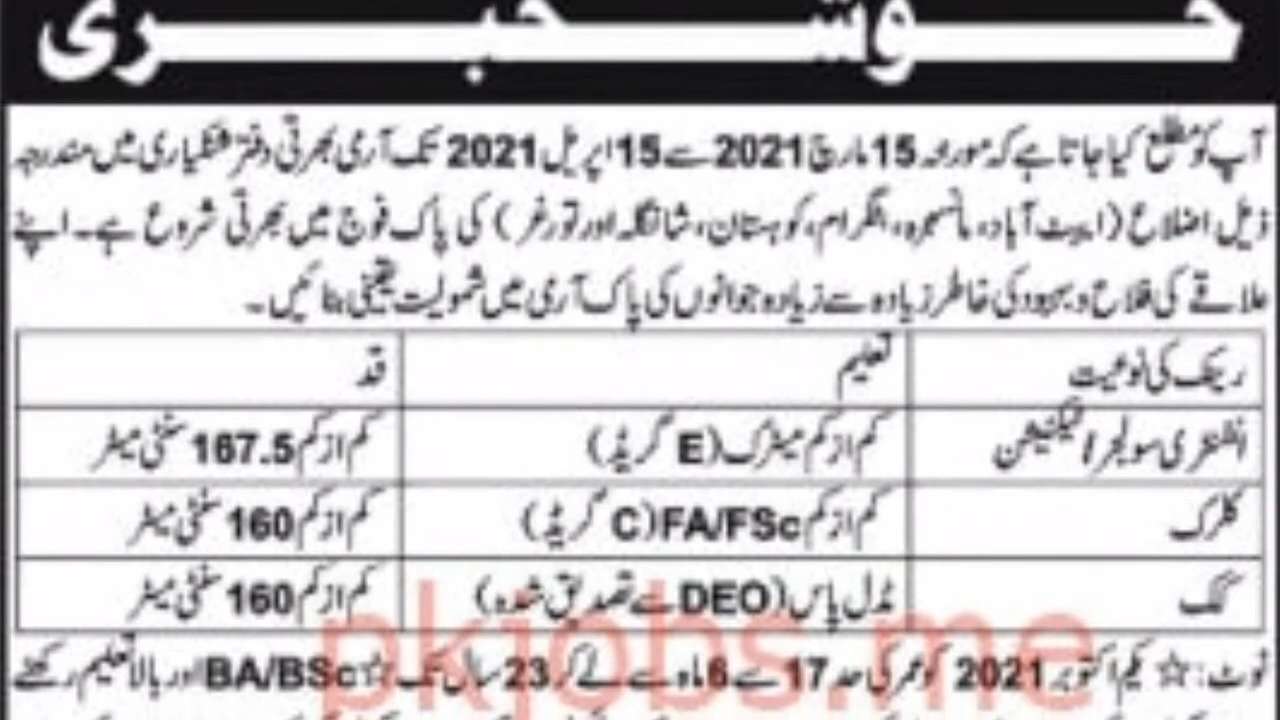 خوشخبری
آپ کو مطلع کیا جاتا ہے کہ مورخہ 15 مارچ 2021 سے 15 اپریل 2021 تک آرمی بھرتی دفتر شنکیاری میں مندرجہ
ذیل اضلاع (ایبٹ آباد، مانسہرہ، بٹگرام، کوہستان، شانگلہ اور تورغر) کی پاک فوج میں بھرتی شروع ہے۔ اپنے
علاقے کی فلاح و بہبود کی خاطر زیادہ سے زیادہ جوانوں کی پاک آرمی میں شمولیت یقینی بنائیں۔
رینک کی نوعیت تعلیم قد
انفنٹری سولجر / ٹیکنیشن کم از کم میٹرک (E گریڈ) کم از کم 167.5 سنٹی میٹر
کلرک کم از کم FA/FSc (C گریڈ) کم از کم 160 سنٹی میٹر
کک مڈل پاس (DEO سے تصدیق شدہ) کم از کم 160 سنٹی میٹر
pkjobs.me
نوٹ: ☆ یکم اکتوبر 2021 کو عمر کی حد 17 سے 6 ماہ سے لے کر 23 سال تک ☆ BA/BSc اور بالا تعلیم رکھنے